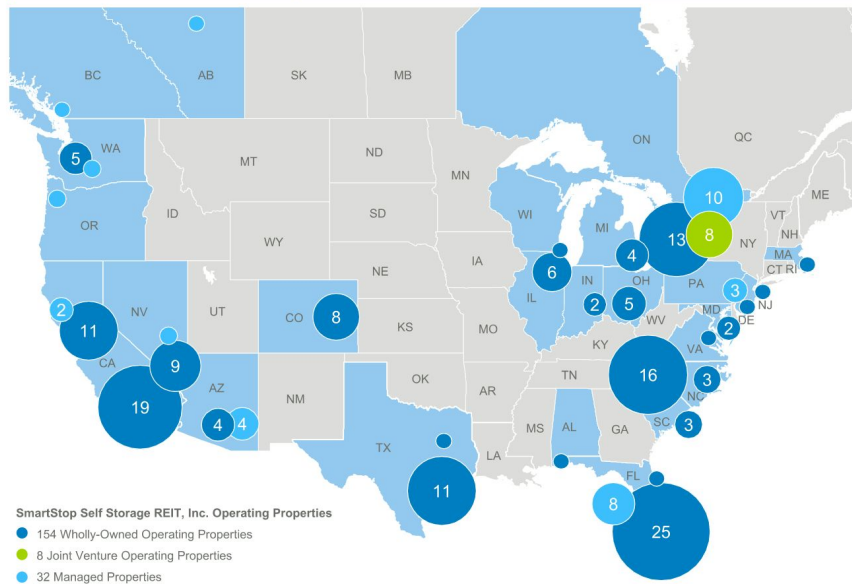 BC
AB
SK
MB
ON
QC
5
WA
MT
ND
MN
OR
ID
SD
WY
WI
MI
10
13
8
NY
VT
NH
ME
MA
CT RI
2
11
NV
UT
CO
8
NE
IA
6
IL
IN
2
4
OH
5
PA
3
NJ
DE
MD
2
CA
9
KS
MO
KY
WV
VA
19
AZ
4
4
NM
OK
AR
TN
16
3
NC
SC
3
TX
11
LA
MS
AL
GA
FL
8
25
SmartStop Self Storage REIT, Inc. Operating Properties
154 Wholly-Owned Operating Properties
8 Joint Venture Operating Properties
32 Managed Properties